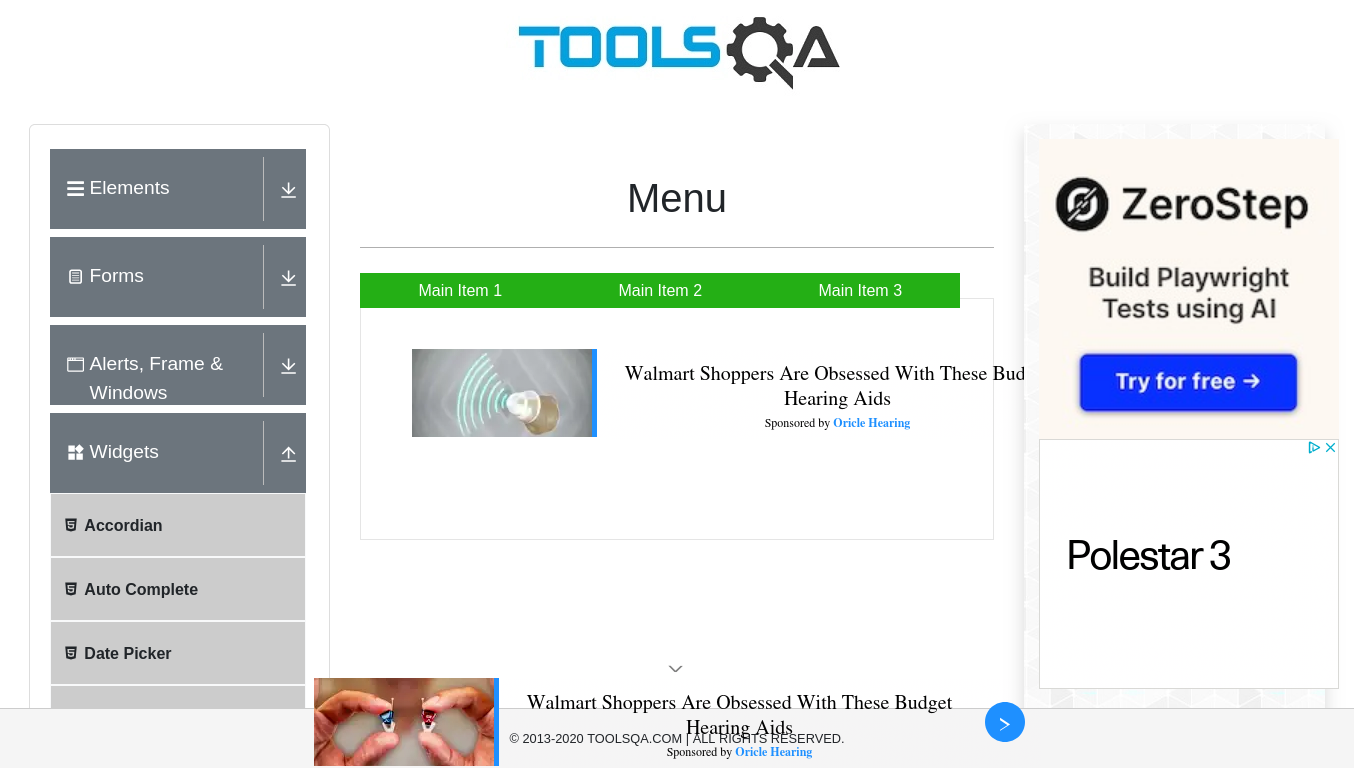 TOOLSQA
Elements
Forms
Alerts, Frame &
Windows
Widgets
Accordian
Auto Complete
Date Picker
Menu
Main Item 1
Main Item 2
Main Item 3
Walmart Shoppers Are Obsessed With These Bud
Hearing Aids
Sponsored by Oricle Hearing
ZeroStep
Build Playwright
Tests using AI
Try for free →
Polestar 3
Walmart Shoppers Are Obsessed With These Budget
Hearing Aids
Sponsored by Oricle Hearing
© 2013-2020 TOOLSQA.COM | ALL RIGHTS RESERVED.